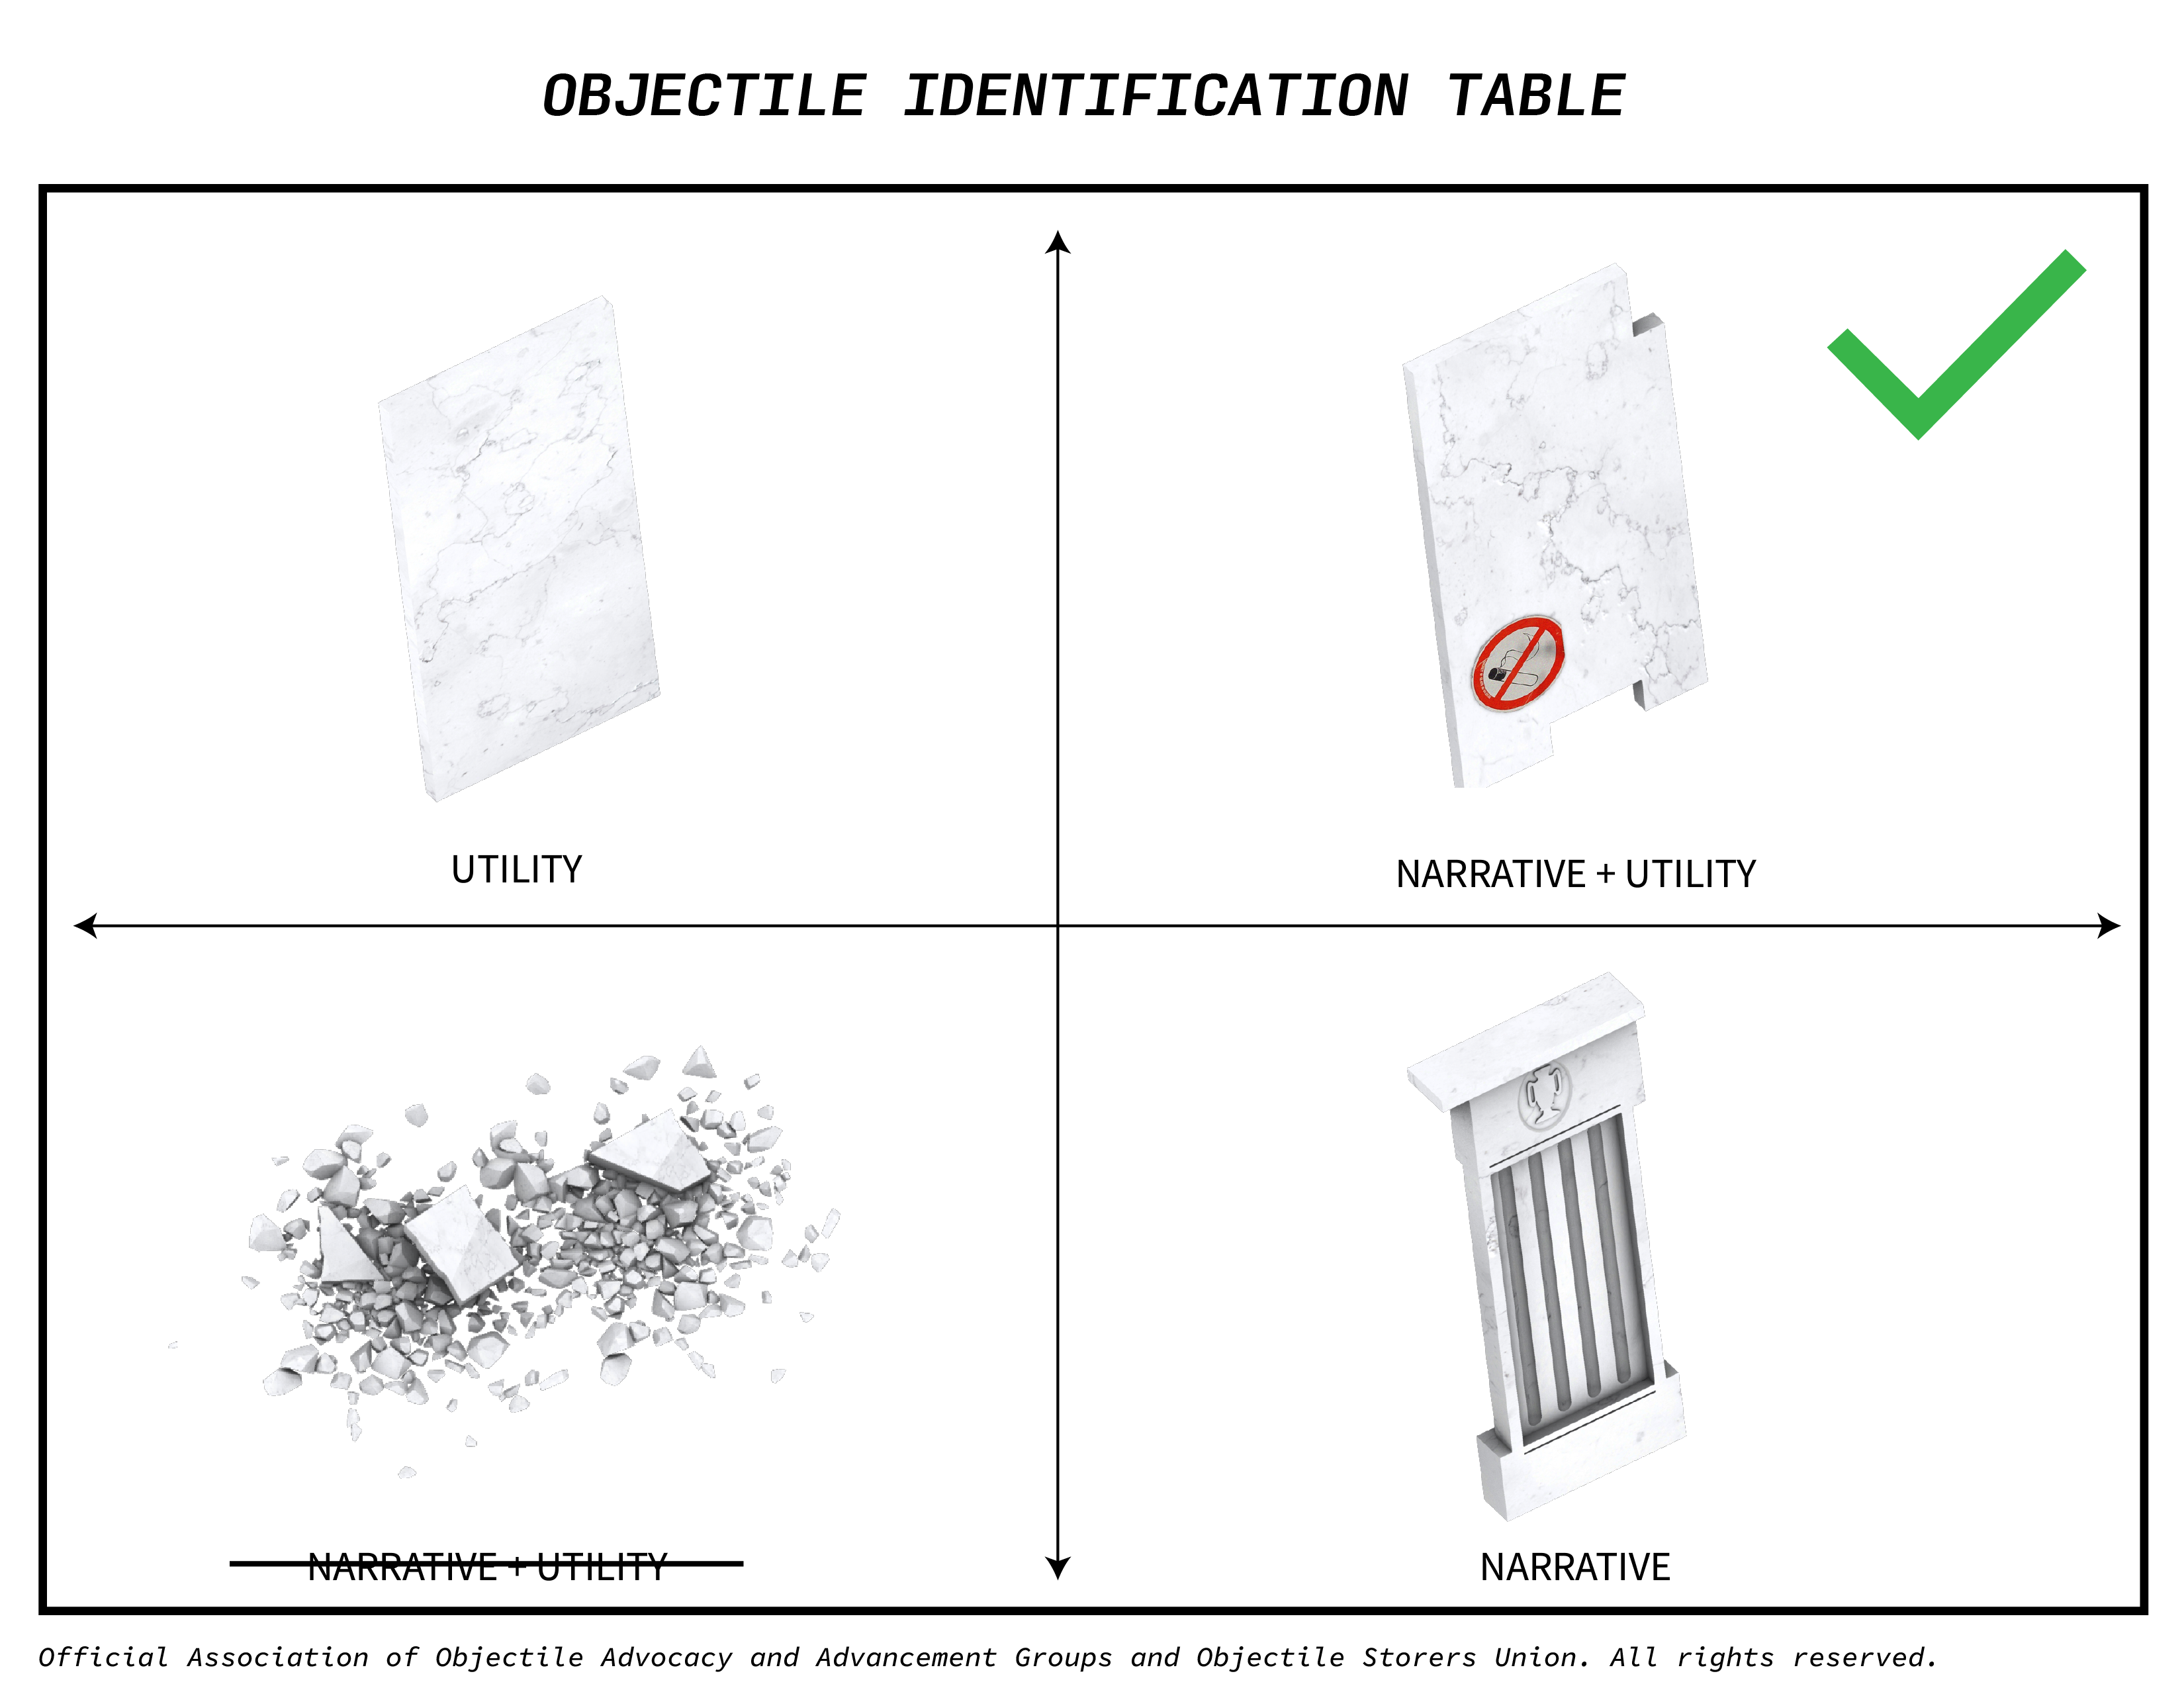 OBJECTILE IDENTIFICATION TABLE
UTILITY
NARRATIVE + UTILITY
NARRATIVE + UTILITY
NARRATIVE
Official Association of Objectile Advocacy and Advancement Groups and Objectile Storers Union. All rights reserved.